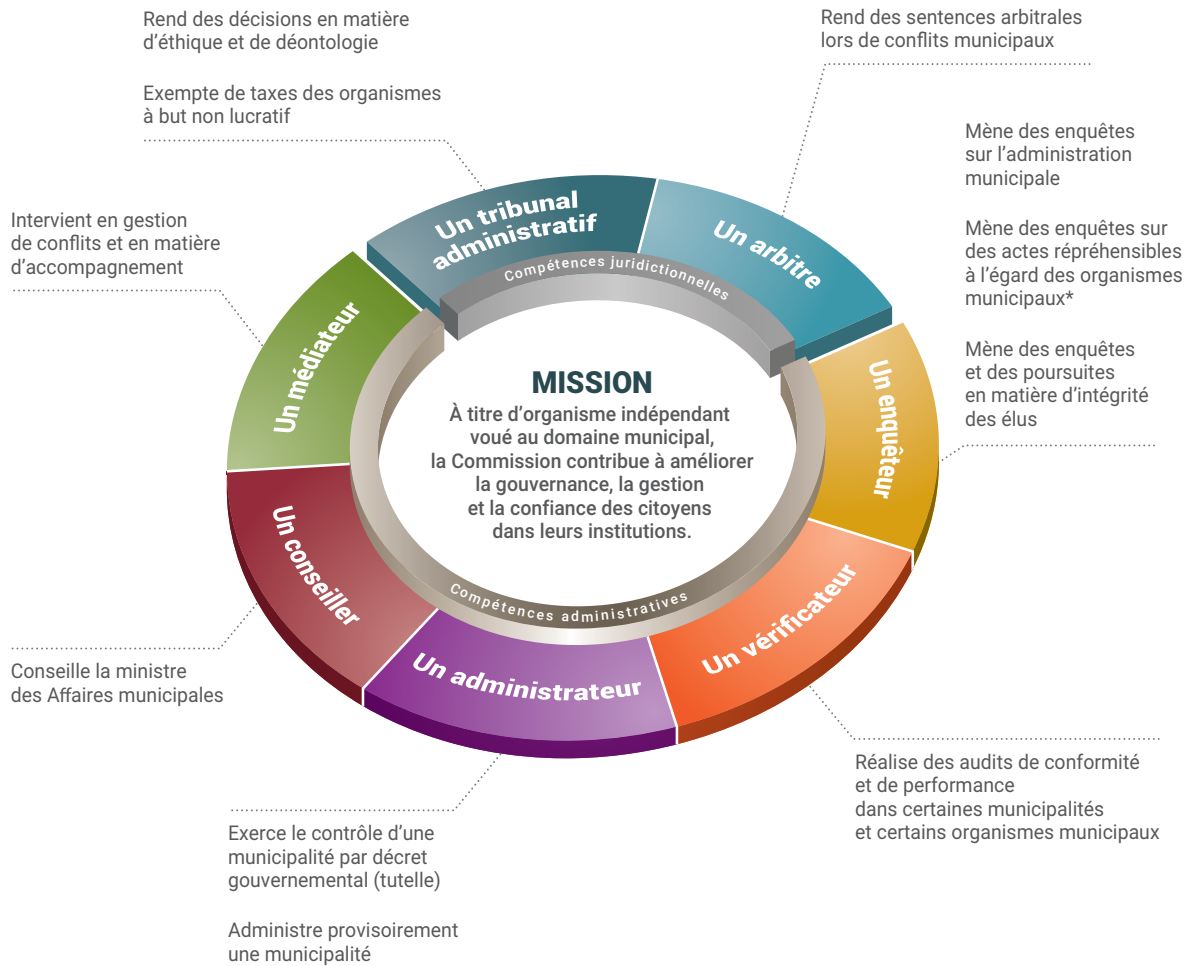 Rend des décisions en matière
d'éthique et de déontologie
Exempte de taxes des organismes
à but non lucratif
Rend des sentences arbitrales
lors de conflits municipaux
Mène des enquêtes
sur l'administration
municipale
Mène des enquêtes sur
des actes répréhensibles
à l'égard des organismes
municipaux*
Mène des enquêtes
et des poursuites
en matière d'intégrité
des élus
Intervient en gestion
de conflits et en matière
d'accompagnement
Un tribunal
administratif
Un arbitre
Compétences juridictionnelles
Un médiateur
Un enquêteur
MISSION
À titre d'organisme indépendant
voué au domaine municipal,
la Commission contribue à améliorer
la gouvernance, la gestion
et la confiance des citoyens
dans leurs institutions.
Un conseiller
Compétences administratives
Un administrateur
Un vérificateur
Conseille la ministre
des Affaires municipales
Réalise des audits de conformité
et de performance
dans certaines municipalités
et certains organismes municipaux
Exerce le contrôle d'une
municipalité par décret
gouvernemental (tutelle)
Administre provisoirement
une municipalité